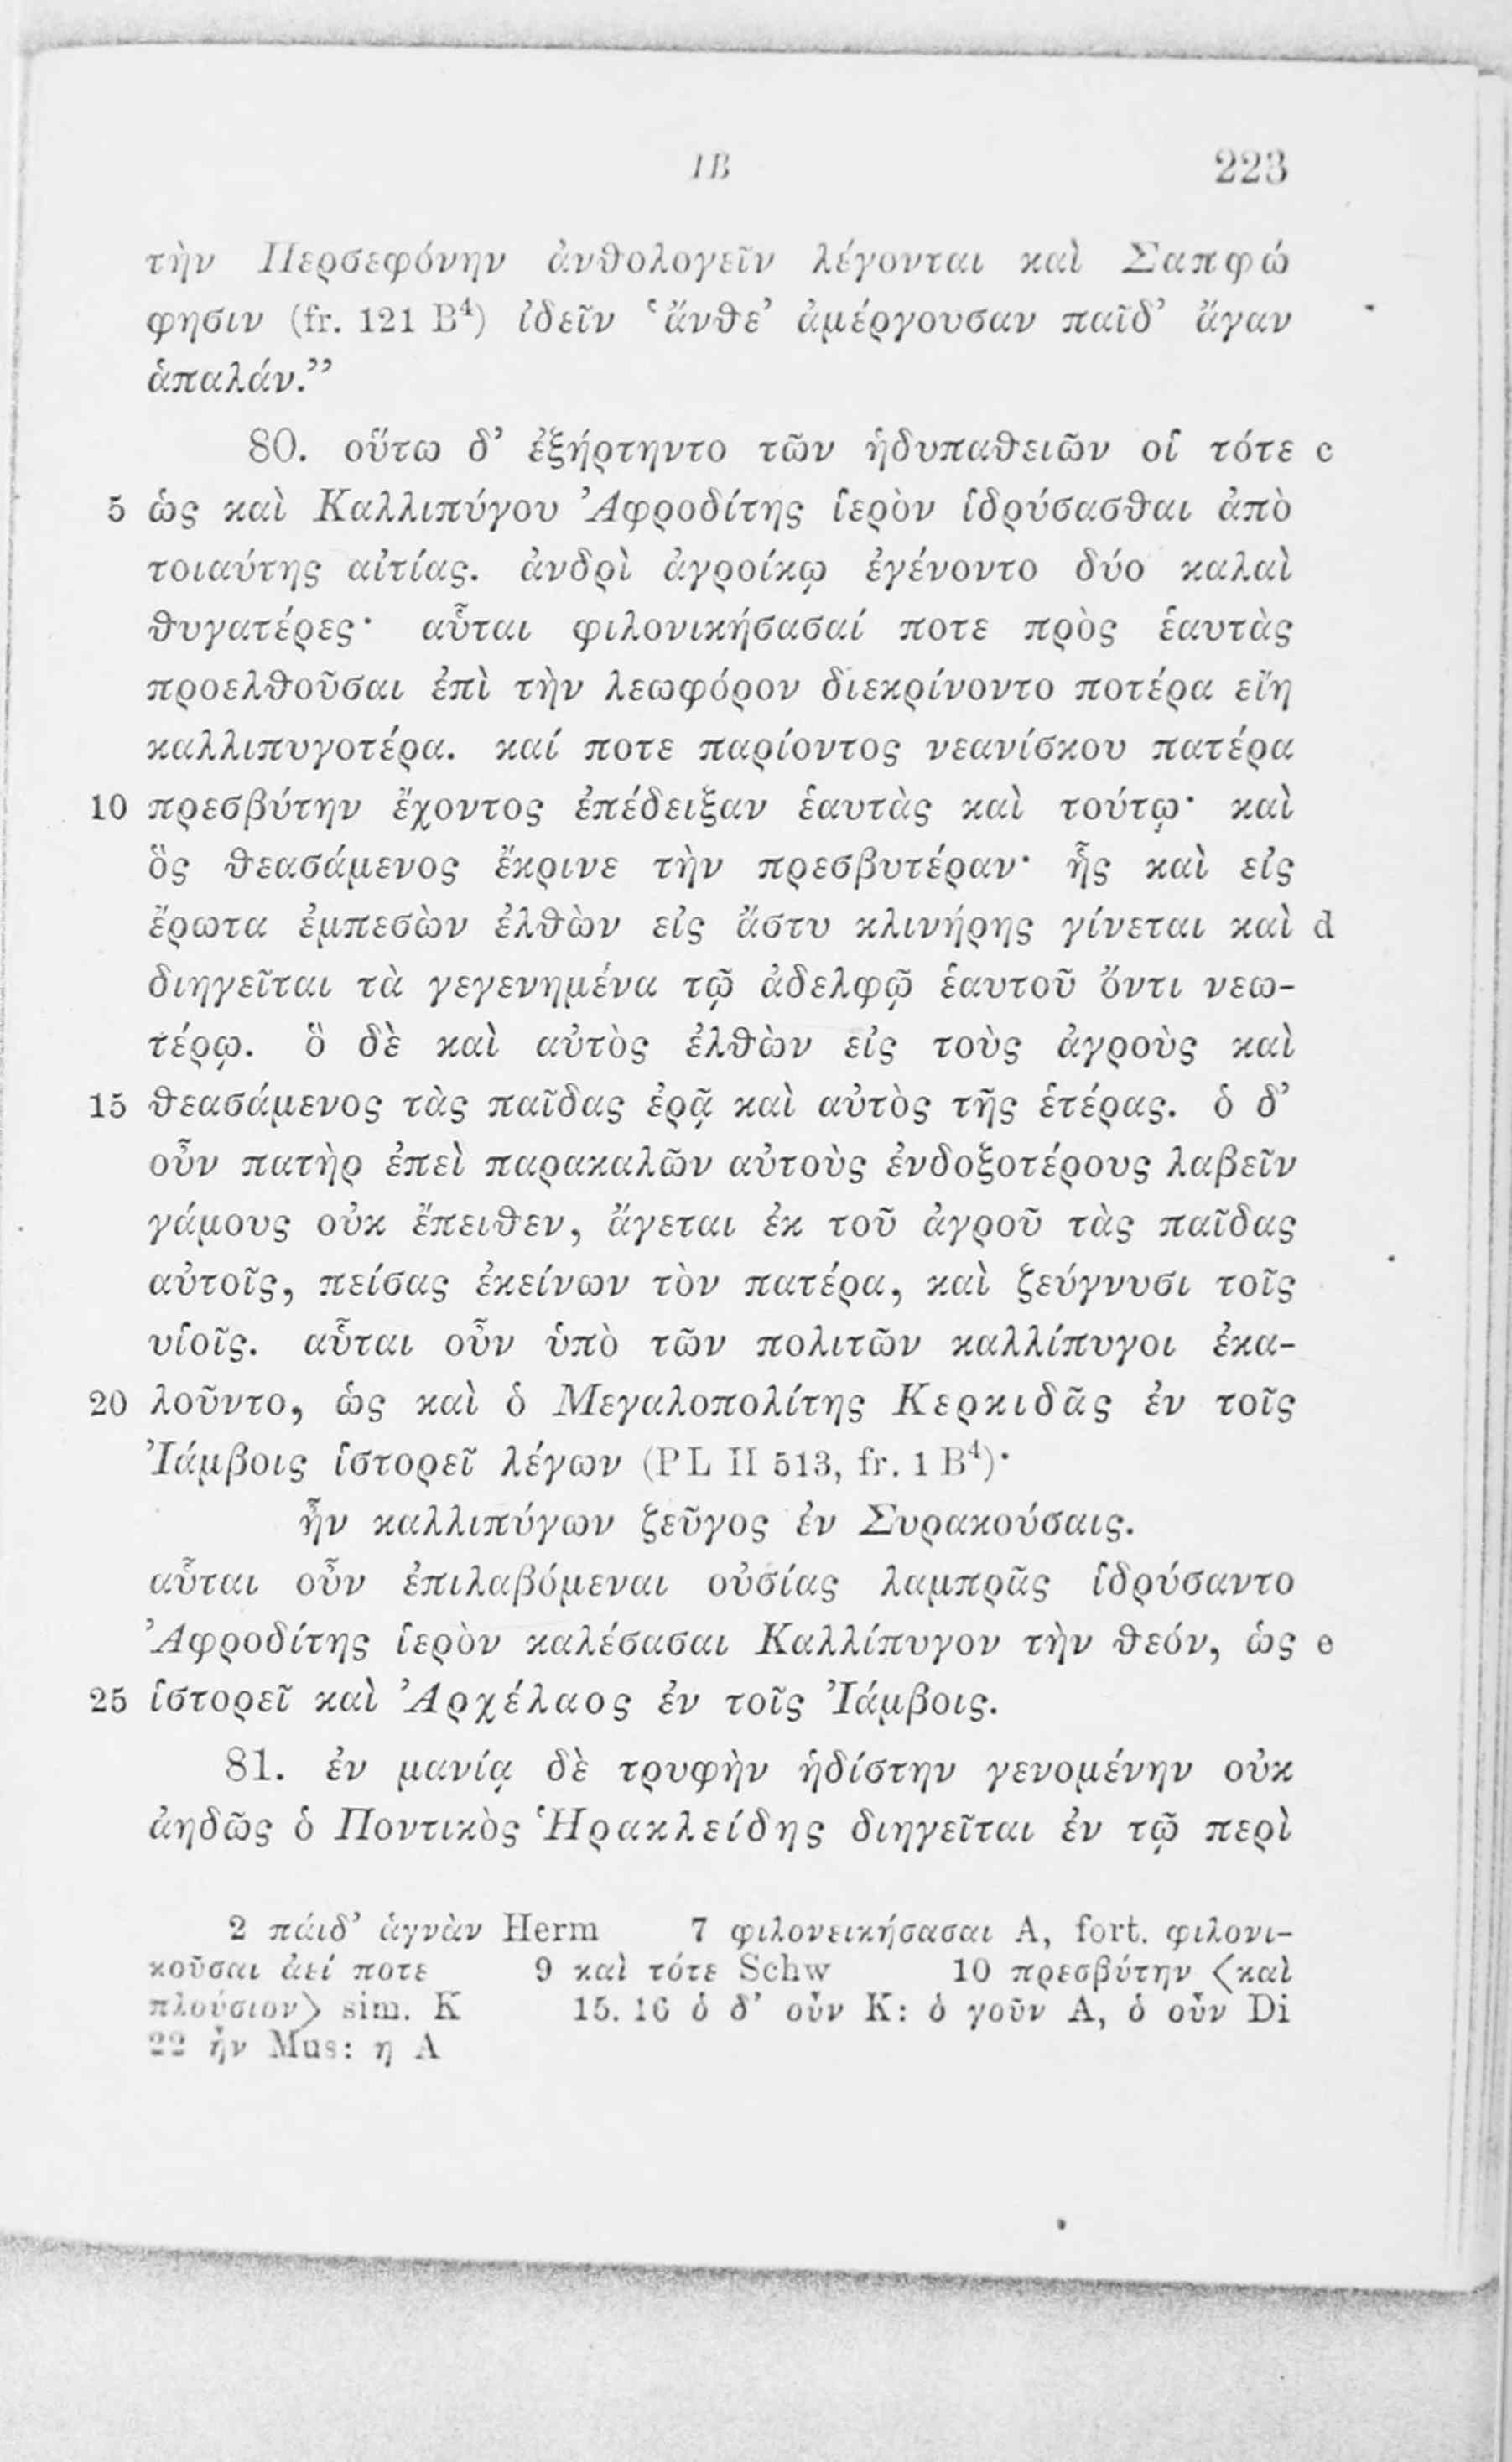 ΙΒ 223
τὴν Περσεφόνην ἀνθολογεῖν λέγονται καὶ Σαπφώ
φησιν (fr. 121 B⁴) ἰδεῖν ‘ἄνθε’ ἀμέργουσαν παῖδ’ ἄγαν
ἁπαλάν.”
80. οὕτω δ’ ἐξήρτηντο τῶν ἡδυπαθειῶν οἱ τότε c
5 ὡς καὶ Καλλιπύγου Ἀφροδίτης ἱερὸν ἱδρύσασθαι ἀπὸ
τοιαύτης αἰτίας. ἀνδρὶ ἀγροίκῳ ἐγένοντο δύο καλαὶ
θυγατέρες· αὗται φιλονικήσασαί ποτε πρὸς ἑαυτὰς
προελθοῦσαι ἐπὶ τὴν λεωφόρον διεκρίνοντο ποτέρα εἴη
καλλιπυγοτέρα. καί ποτε παρίοντος νεανίσκου πατέρα
10 πρεσβύτην ἔχοντος ἐπέδειξαν ἑαυτὰς καὶ τούτῳ· καὶ
ὃς θεασάμενος ἔκρινε τὴν πρεσβυτέραν· ἧς καὶ εἰς
ἔρωτα ἐμπεσὼν ἐλθὼν εἰς ἄστυ κλινήρης γίνεται καὶ d
διηγεῖται τὰ γεγενημένα τῷ ἀδελφῷ ἑαυτοῦ ὄντι νεω-
τέρῳ. ὃ δὲ καὶ αὐτὸς ἐλθὼν εἰς τοὺς ἀγροὺς καὶ
15 θεασάμενος τὰς παῖδας ἐρᾷ καὶ αὐτὸς τῆς ἑτέρας. ὁ δ’
οὖν πατὴρ ἐπεὶ παρακαλῶν αὐτοὺς ἐνδοξοτέρους λαβεῖν
γάμους οὐκ ἔπειθεν, ἄγεται ἐκ τοῦ ἀγροῦ τὰς παῖδας
αὐτοῖς, πείσας ἐκείνων τὸν πατέρα, καὶ ζεύγνυσι τοῖς
υἱοῖς. αὗται οὖν ὑπὸ τῶν πολιτῶν καλλίπυγοι ἐκα-
20 λοῦντο, ὡς καὶ ὁ Μεγαλοπολίτης Κερκιδᾶς ἐν τοῖς
Ἰάμβοις ἱστορεῖ λέγων (PL II 513, fr. 1 B⁴)·
ἦν καλλιπύγων ζεῦγος ἐν Συρακούσαις.
αὗται οὖν ἐπιλαβόμεναι οὐσίας λαμπρᾶς ἱδρύσαντο
Ἀφροδίτης ἱερὸν καλέσασαι Καλλίπυγον τὴν θεόν, ὡς e
25 ἱστορεῖ καὶ Ἀρχέλαος ἐν τοῖς Ἰάμβοις.
81. ἐν μανίᾳ δὲ τρυφὴν ἡδίστην γενομένην οὐκ
ἀηδῶς ὁ Ποντικὸς Ἡρακλείδης διηγεῖται ἐν τῷ περὶ
2 πάιδ’ ἁγνὰν Herm 7 φιλονεικήσασαι A, fort. φιλονι-
κοῦσαι ἀεί ποτε 9 καὶ τότε Schw 10 πρεσβύτην <καὶ
πλούσιον> sim. K 15. 16 ὁ δ’ οὖν K: ὁ γοῦν A, ὁ οὖν Di
22 ἦν Mus: η A